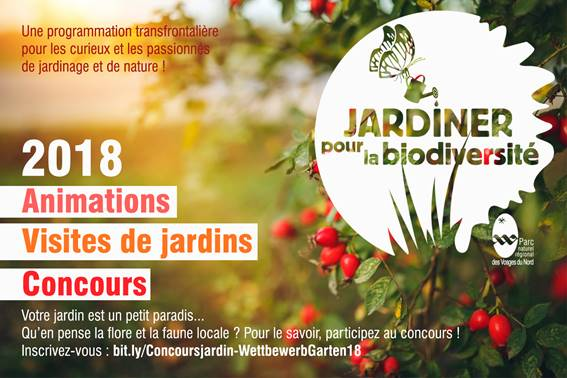 Une programmation transfrontalière
pour les curieux et les passionnés
de jardinage et de nature !
JARDINER
pour la biodiversité
2018
Animations
Visites de jardins
Concours
Parc
naturel
régional
des Vosges du Nord
Votre jardin est un petit paradis...
Qu'en pense la flore et la faune locale ? Pour le savoir, participez au concours !
Inscrivez-vous : bit.ly/Concoursjardin-WettbewerbGarten18